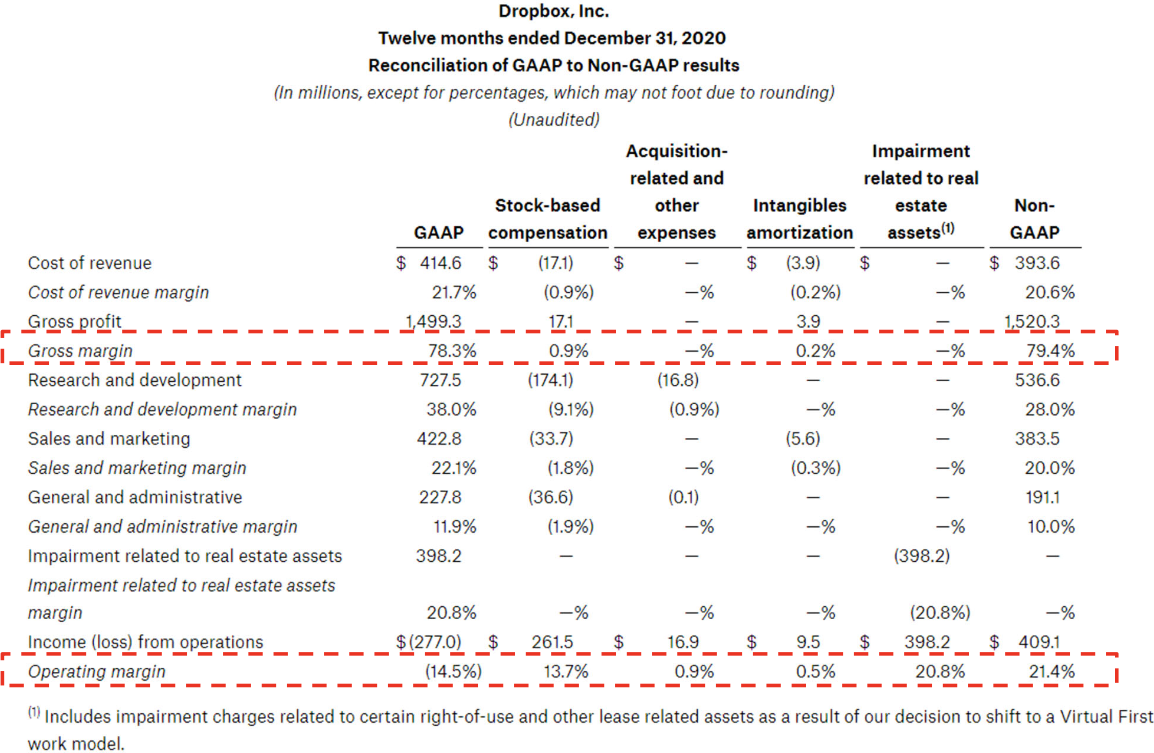 Dropbox, Inc.
Twelve months ended December 31, 2020
Reconciliation of GAAP to Non-GAAP results
(In millions, except for percentages, which may not foot due to rounding)
(Unaudited)
Acquisition- Impairment
related and related to real
Stock-based other Intangibles estate Non-
GAAP compensation expenses amortization assets(1) GAAP
Cost of revenue $ 414.6 $ (17.1) $ — $ (3.9) $ — $ 393.6
Cost of revenue margin 21.7% (0.9%) —% (0.2%) —% 20.6%
Gross profit 1,499.3 17.1 — 3.9 — 1,520.3
Gross margin 78.3% 0.9% —% 0.2% —% 79.4%
Research and development 727.5 (174.1) (16.8) — — 536.6
Research and development margin 38.0% (9.1%) (0.9%) —% —% 28.0%
Sales and marketing 422.8 (33.7) — (5.6) — 383.5
Sales and marketing margin 22.1% (1.8%) —% (0.3%) —% 20.0%
General and administrative 227.8 (36.6) (0.1) — — 191.1
General and administrative margin 11.9% (1.9%) —% —% —% 10.0%
Impairment related to real estate assets 398.2 — — — (398.2) —
Impairment related to real estate assets
margin 20.8% —% —% —% (20.8%) —%
Income (loss) from operations $(277.0) $ 261.5 $ 16.9 $ 9.5 $ 398.2 $ 409.1
Operating margin (14.5%) 13.7% 0.9% 0.5% 20.8% 21.4%
(1) Includes impairment charges related to certain right-of-use and other lease related assets as a result of our decision to shift to a Virtual First
work model.